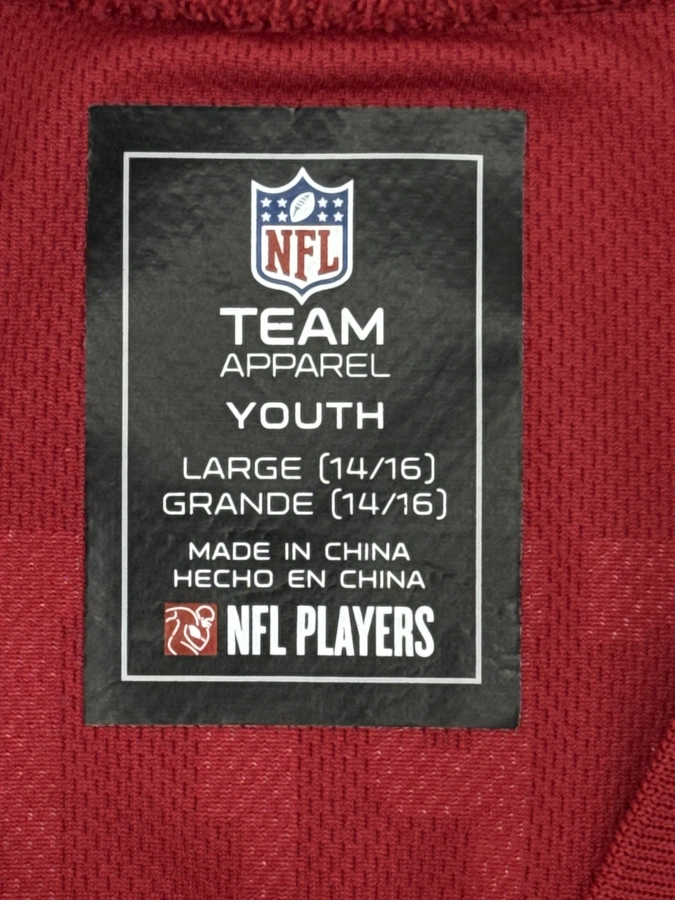 NFL
TEAM
APPAREL
YOUTH
LARGE (14/16)
GRANDE (14/16)
MADE IN CHINA
HECHO EN CHINA
NFL PLAYERS